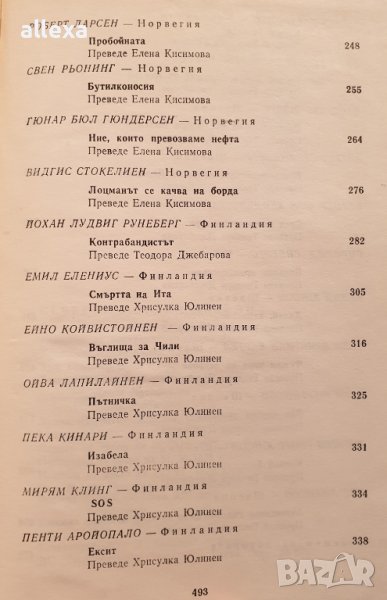 allexa
РОБЕРТ ЛАРСЕН — Норвегия
Пробойната 248
Преведе Елена Кисимова
СВЕН РЬОНИНГ — Норвегия
Бутилконосия 255
Преведе Елена Кисимова
ГЮНАР БЮЛ ГЮНДЕРСЕН — Норвегия
Ние, които превозваме нефта 264
Преведе Елена Кисимова
ВИДГИС СТОКЕЛИЕН — Норвегия
Лоцманът се качва на борда 276
Преведе Елена Кисимова
ЙОХАН ЛУДВИГ РУНЕБЕРГ — Финландия
Контрабандистът 282
Преведе Теодора Джебарова
ЕМИЛ ЕЛЕНИУС — Финландия
Смъртта на Ита 305
Преведе Хрисулка Юлинен
ЕЙНО КОЙВИСТОЙНЕН — Финландия
Въглища за Чили 316
Преведе Хрисулка Юлинен
ОЙВА ЛАПИЛАЙНЕН — Финландия
Пътничка 325
Преведе Хрисулка Юлинен
ПЕКА КИНАРИ — Финландия
Изабела 331
Преведе Хрисулка Юлинен
МИРЯМ КЛИНГ — Финландия
SOS 334
Преведе Хрисулка Юлинен
ПЕНТИ АРОЙОПАЛО — Финландия
Ексит 338
Преведе Хрисулка Юлинен
493
BAZAR